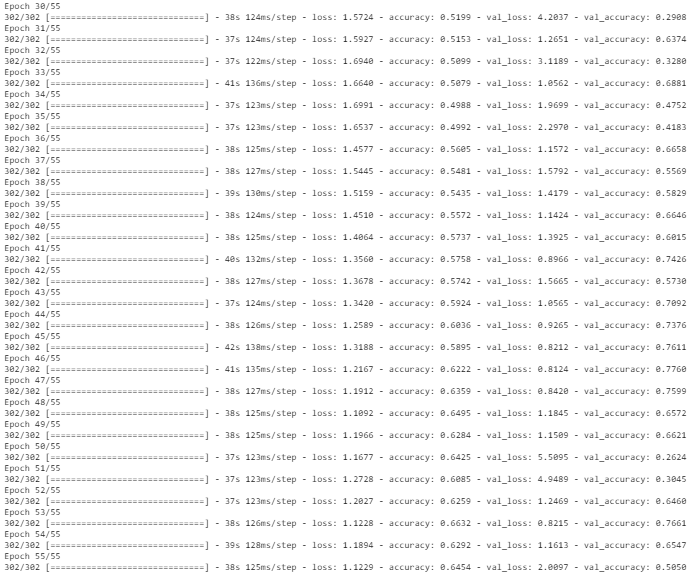 Epoch 30/55
302/302 [==============================] - 38s 124ms/step - loss: 1.5724 - accuracy: 0.5199 - val_loss: 4.2037 - val_accuracy: 0.2908
Epoch 31/55
302/302 [==============================] - 37s 124ms/step - loss: 1.5927 - accuracy: 0.5153 - val_loss: 1.2651 - val_accuracy: 0.6374
Epoch 32/55
302/302 [==============================] - 37s 122ms/step - loss: 1.6940 - accuracy: 0.5099 - val_loss: 3.1189 - val_accuracy: 0.3280
Epoch 33/55
302/302 [==============================] - 41s 136ms/step - loss: 1.6640 - accuracy: 0.5079 - val_loss: 1.0562 - val_accuracy: 0.6881
Epoch 34/55
302/302 [==============================] - 37s 123ms/step - loss: 1.6991 - accuracy: 0.4988 - val_loss: 1.9699 - val_accuracy: 0.4752
Epoch 35/55
302/302 [==============================] - 37s 123ms/step - loss: 1.6537 - accuracy: 0.4992 - val_loss: 2.2970 - val_accuracy: 0.4183
Epoch 36/55
302/302 [==============================] - 38s 125ms/step - loss: 1.4577 - accuracy: 0.5605 - val_loss: 1.1572 - val_accuracy: 0.6658
Epoch 37/55
302/302 [==============================] - 38s 127ms/step - loss: 1.5445 - accuracy: 0.5481 - val_loss: 1.5792 - val_accuracy: 0.5569
Epoch 38/55
302/302 [==============================] - 39s 130ms/step - loss: 1.5159 - accuracy: 0.5435 - val_loss: 1.4179 - val_accuracy: 0.5829
Epoch 39/55
302/302 [==============================] - 38s 124ms/step - loss: 1.4510 - accuracy: 0.5572 - val_loss: 1.1424 - val_accuracy: 0.6646
Epoch 40/55
302/302 [==============================] - 38s 125ms/step - loss: 1.4064 - accuracy: 0.5737 - val_loss: 1.3925 - val_accuracy: 0.6015
Epoch 41/55
302/302 [==============================] - 40s 132ms/step - loss: 1.3560 - accuracy: 0.5758 - val_loss: 0.8966 - val_accuracy: 0.7426
Epoch 42/55
302/302 [==============================] - 38s 127ms/step - loss: 1.3678 - accuracy: 0.5742 - val_loss: 1.5665 - val_accuracy: 0.5730
Epoch 43/55
302/302 [==============================] - 37s 124ms/step - loss: 1.3420 - accuracy: 0.5924 - val_loss: 1.0565 - val_accuracy: 0.7092
Epoch 44/55
302/302 [==============================] - 38s 126ms/step - loss: 1.2589 - accuracy: 0.6036 - val_loss: 0.9265 - val_accuracy: 0.7376
Epoch 45/55
302/302 [==============================] - 42s 138ms/step - loss: 1.3188 - accuracy: 0.5895 - val_loss: 0.8212 - val_accuracy: 0.7611
Epoch 46/55
302/302 [==============================] - 41s 135ms/step - loss: 1.2167 - accuracy: 0.6222 - val_loss: 0.8124 - val_accuracy: 0.7760
Epoch 47/55
302/302 [==============================] - 38s 127ms/step - loss: 1.1912 - accuracy: 0.6359 - val_loss: 0.8420 - val_accuracy: 0.7599
Epoch 48/55
302/302 [==============================] - 38s 125ms/step - loss: 1.1092 - accuracy: 0.6495 - val_loss: 1.1845 - val_accuracy: 0.6572
Epoch 49/55
302/302 [==============================] - 38s 125ms/step - loss: 1.1966 - accuracy: 0.6284 - val_loss: 1.1509 - val_accuracy: 0.6621
Epoch 50/55
302/302 [==============================] - 37s 123ms/step - loss: 1.1677 - accuracy: 0.6425 - val_loss: 5.5095 - val_accuracy: 0.2624
Epoch 51/55
302/302 [==============================] - 37s 123ms/step - loss: 1.2728 - accuracy: 0.6085 - val_loss: 4.9489 - val_accuracy: 0.3045
Epoch 52/55
302/302 [==============================] - 37s 123ms/step - loss: 1.2027 - accuracy: 0.6259 - val_loss: 1.2469 - val_accuracy: 0.6460
Epoch 53/55
302/302 [==============================] - 38s 126ms/step - loss: 1.1228 - accuracy: 0.6632 - val_loss: 0.8215 - val_accuracy: 0.7661
Epoch 54/55
302/302 [==============================] - 39s 128ms/step - loss: 1.1894 - accuracy: 0.6292 - val_loss: 1.1613 - val_accuracy: 0.6547
Epoch 55/55
302/302 [==============================] - 38s 125ms/step - loss: 1.1229 - accuracy: 0.6454 - val_loss: 2.0097 - val_accuracy: 0.5050